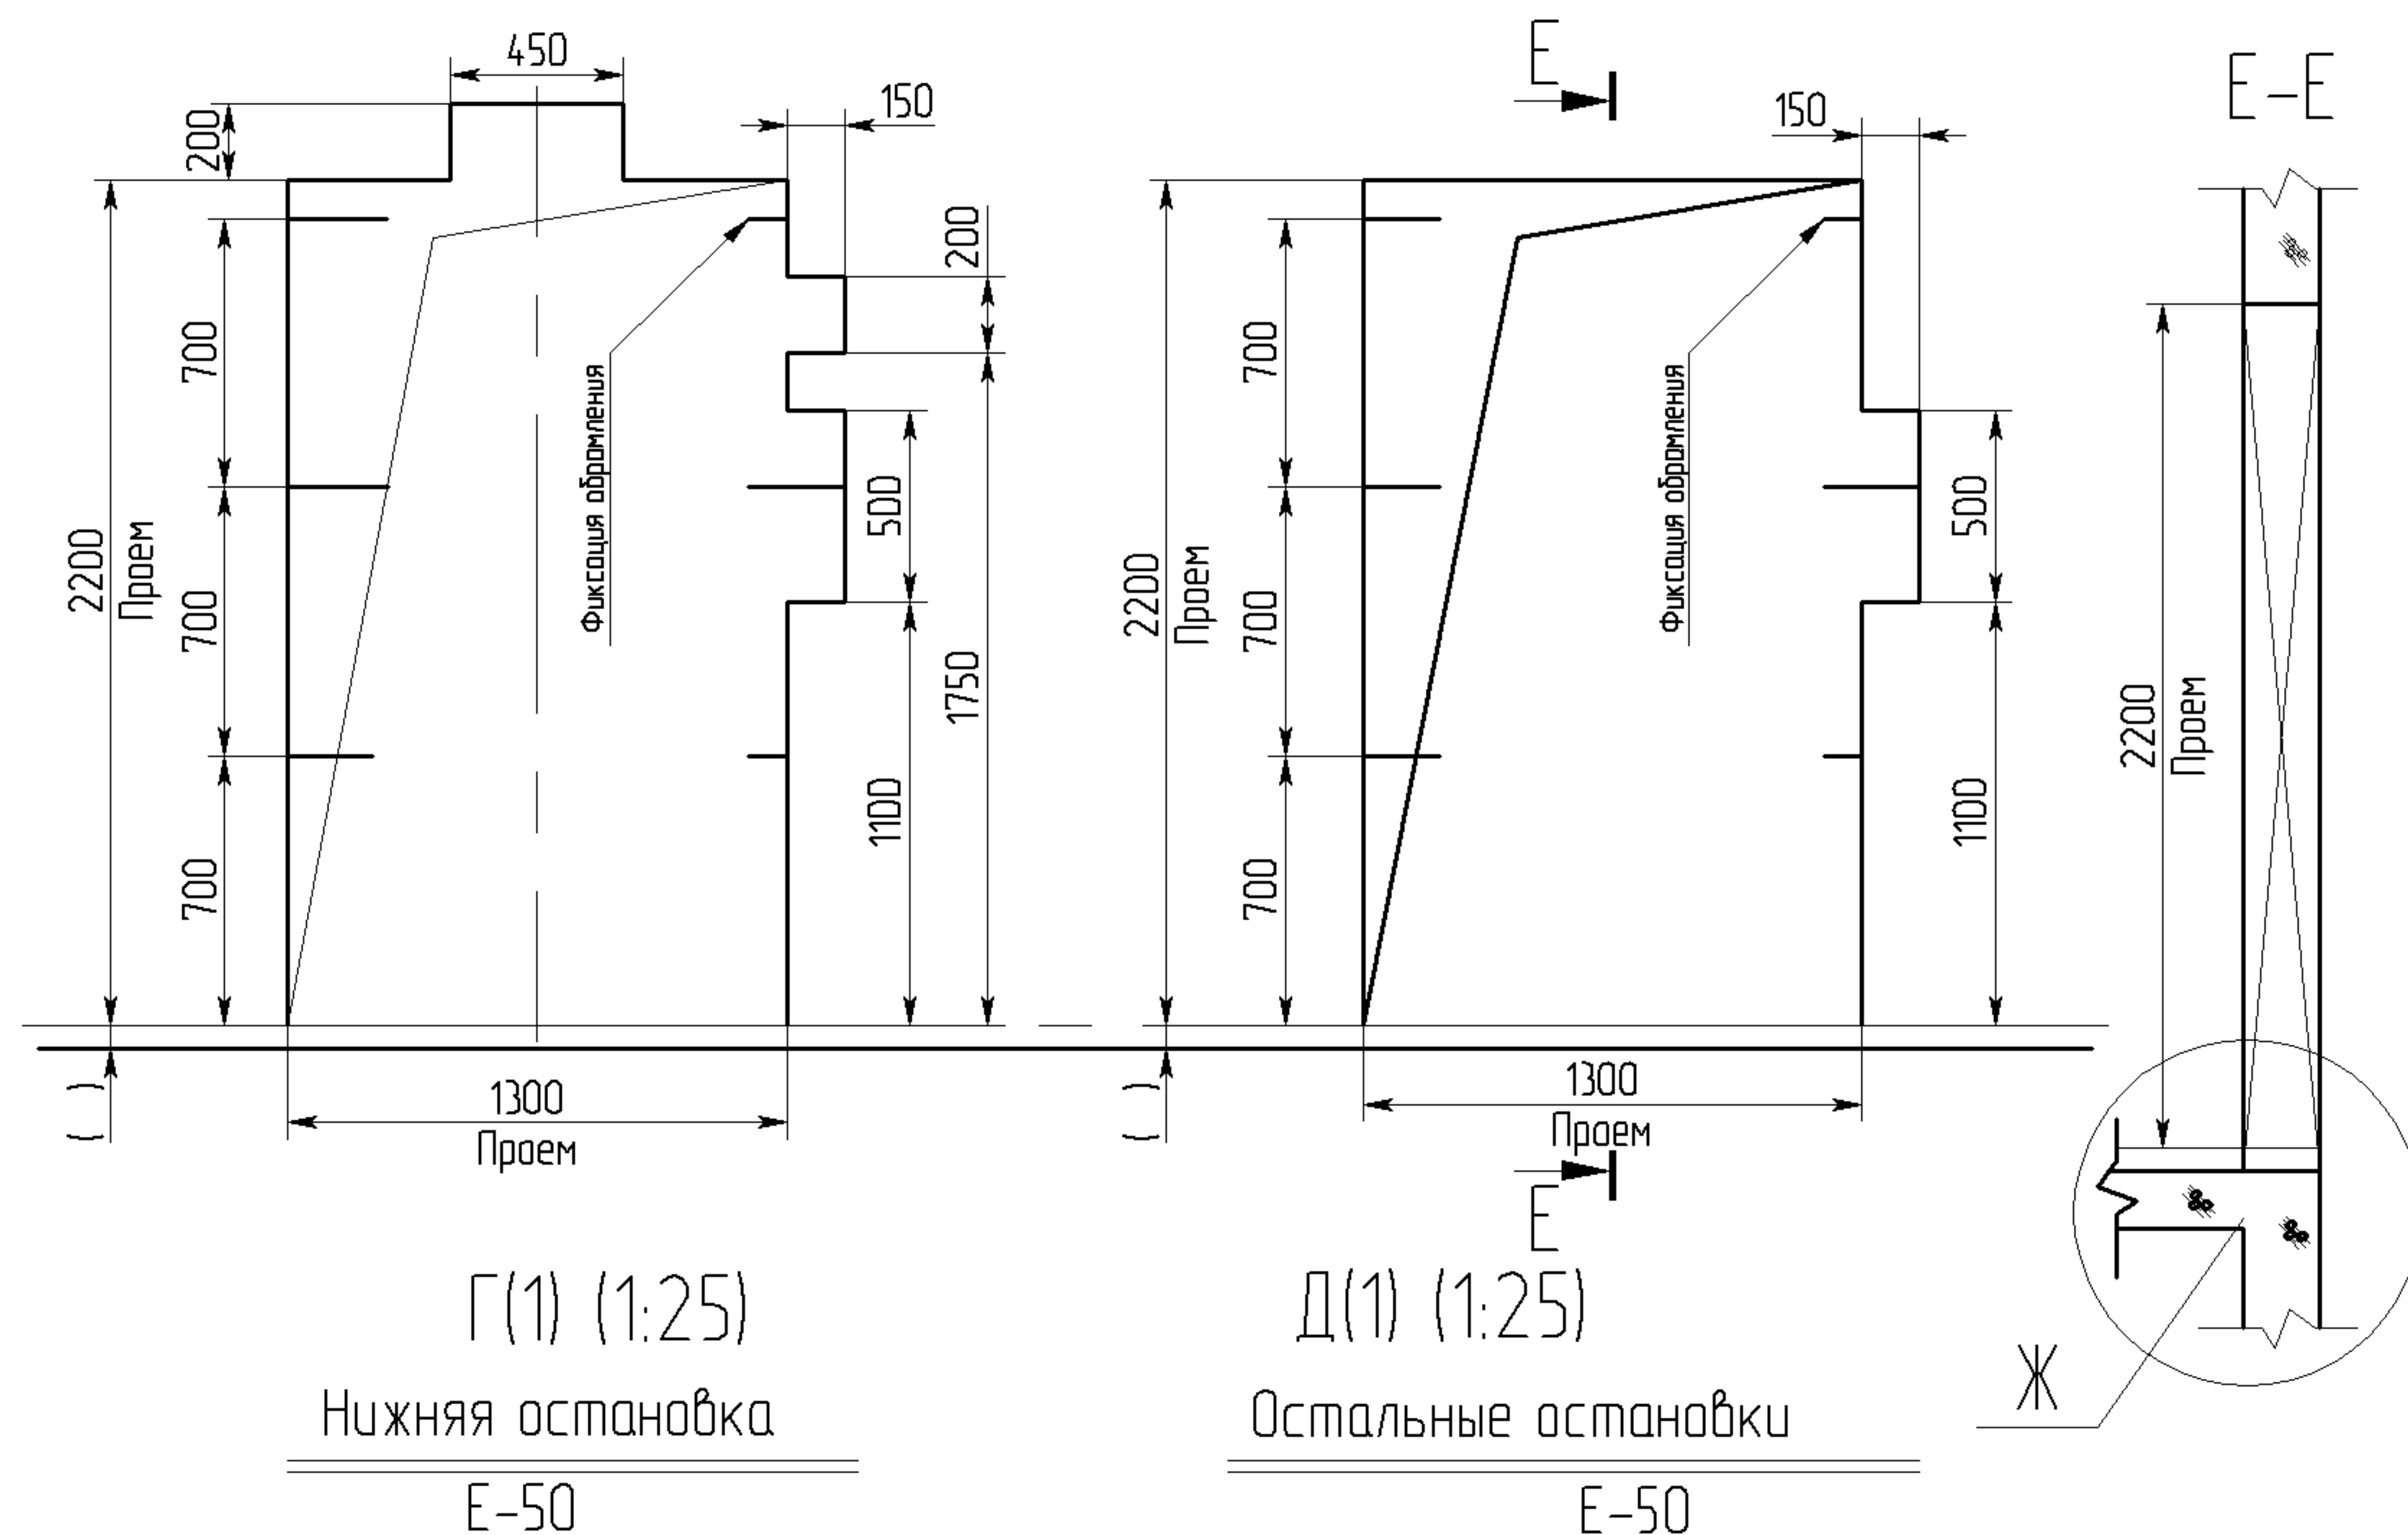 450
150
200
200
700
700
700
2200
Проем
Фиксация обромления
500
1100
1750
( )
1300
Проем
Г(1) (1:25)
Нижняя остановка
Е-50
Е
150
700
700
700
2200
Проем
Фиксация обромления
500
1100
( )
1300
Проем
Е
Д(1) (1:25)
Остальные остановки
Е-50
Е-Е
2200
Проем
Ж